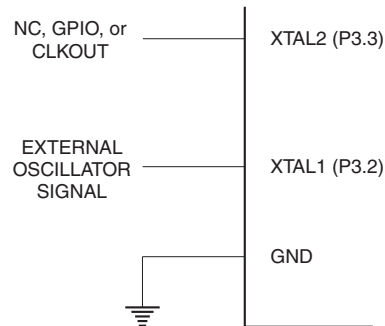 NC, GPIO, or
CLKOUT
XTAL2 (P3.3)
EXTERNAL
OSCILLATOR
SIGNAL
XTAL1 (P3.2)
GND